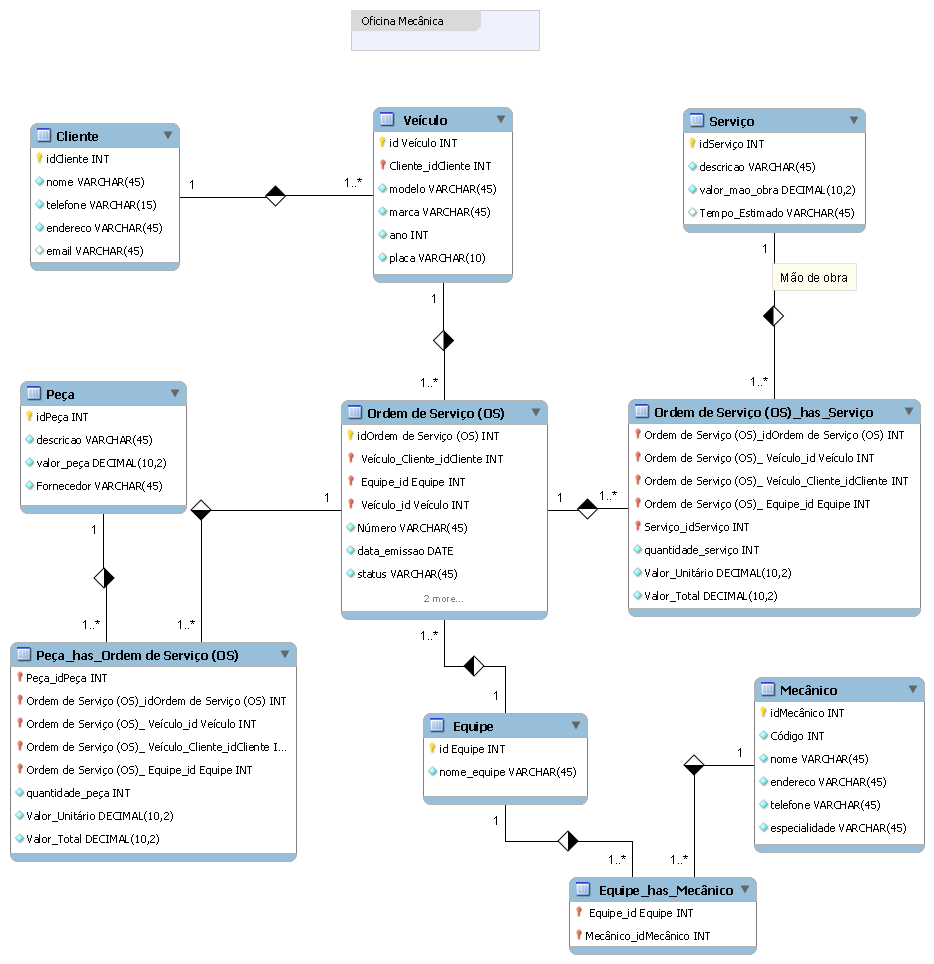 Oficina Mecânica
Cliente
idCliente INT
nome VARCHAR(45)
telefone VARCHAR(15)
endereco VARCHAR(45)
email VARCHAR(45)
1
1..*
Veículo
id Veículo INT
Cliente_idCliente INT
modelo VARCHAR(45)
marca VARCHAR(45)
ano INT
placa VARCHAR(10)
1
1..*
Serviço
idServiço INT
descricao VARCHAR(45)
valor_mao_obra DECIMAL(10,2)
Tempo_Estimado VARCHAR(45)
1
Mão de obra
1..*
Peça
idPeça INT
descricao VARCHAR(45)
valor_peça DECIMAL(10,2)
Fornecedor VARCHAR(45)
1
1..*
Ordem de Serviço (OS)
idOrdem de Serviço (OS) INT
Veículo_Cliente_idCliente INT
Equipe_id Equipe INT
Veículo_id Veículo INT
Número VARCHAR(45)
data_emissao DATE
status VARCHAR(45)
2 more...
1
1..*
1
1..*
Ordem de Serviço (OS)_has_Serviço
Ordem de Serviço (OS)_idOrdem de Serviço (OS) INT
Ordem de Serviço (OS)_ Veículo_id Veículo INT
Ordem de Serviço (OS)_ Veículo_Cliente_idCliente INT
Ordem de Serviço (OS)_ Equipe_id Equipe INT
Serviço_idServiço INT
quantidade_serviço INT
Valor_Unitário DECIMAL(10,2)
Valor_Total DECIMAL(10,2)
Peça_has_Ordem de Serviço (OS)
Peça_idPeça INT
Ordem de Serviço (OS)_idOrdem de Serviço (OS) INT
Ordem de Serviço (OS)_ Veículo_id Veículo INT
Ordem de Serviço (OS)_ Veículo_Cliente_idCliente I...
Ordem de Serviço (OS)_ Equipe_id Equipe INT
quantidade_peça INT
Valor_Unitário DECIMAL(10,2)
Valor_Total DECIMAL(10,2)
1..*
1
Equipe
id Equipe INT
nome_equipe VARCHAR(45)
1
1..*
Mecânico
idMecânico INT
Código INT
nome VARCHAR(45)
endereco VARCHAR(45)
telefone VARCHAR(45)
especialidade VARCHAR(45)
1
1..*
Equipe_has_Mecânico
Equipe_id Equipe INT
Mecânico_idMecânico INT